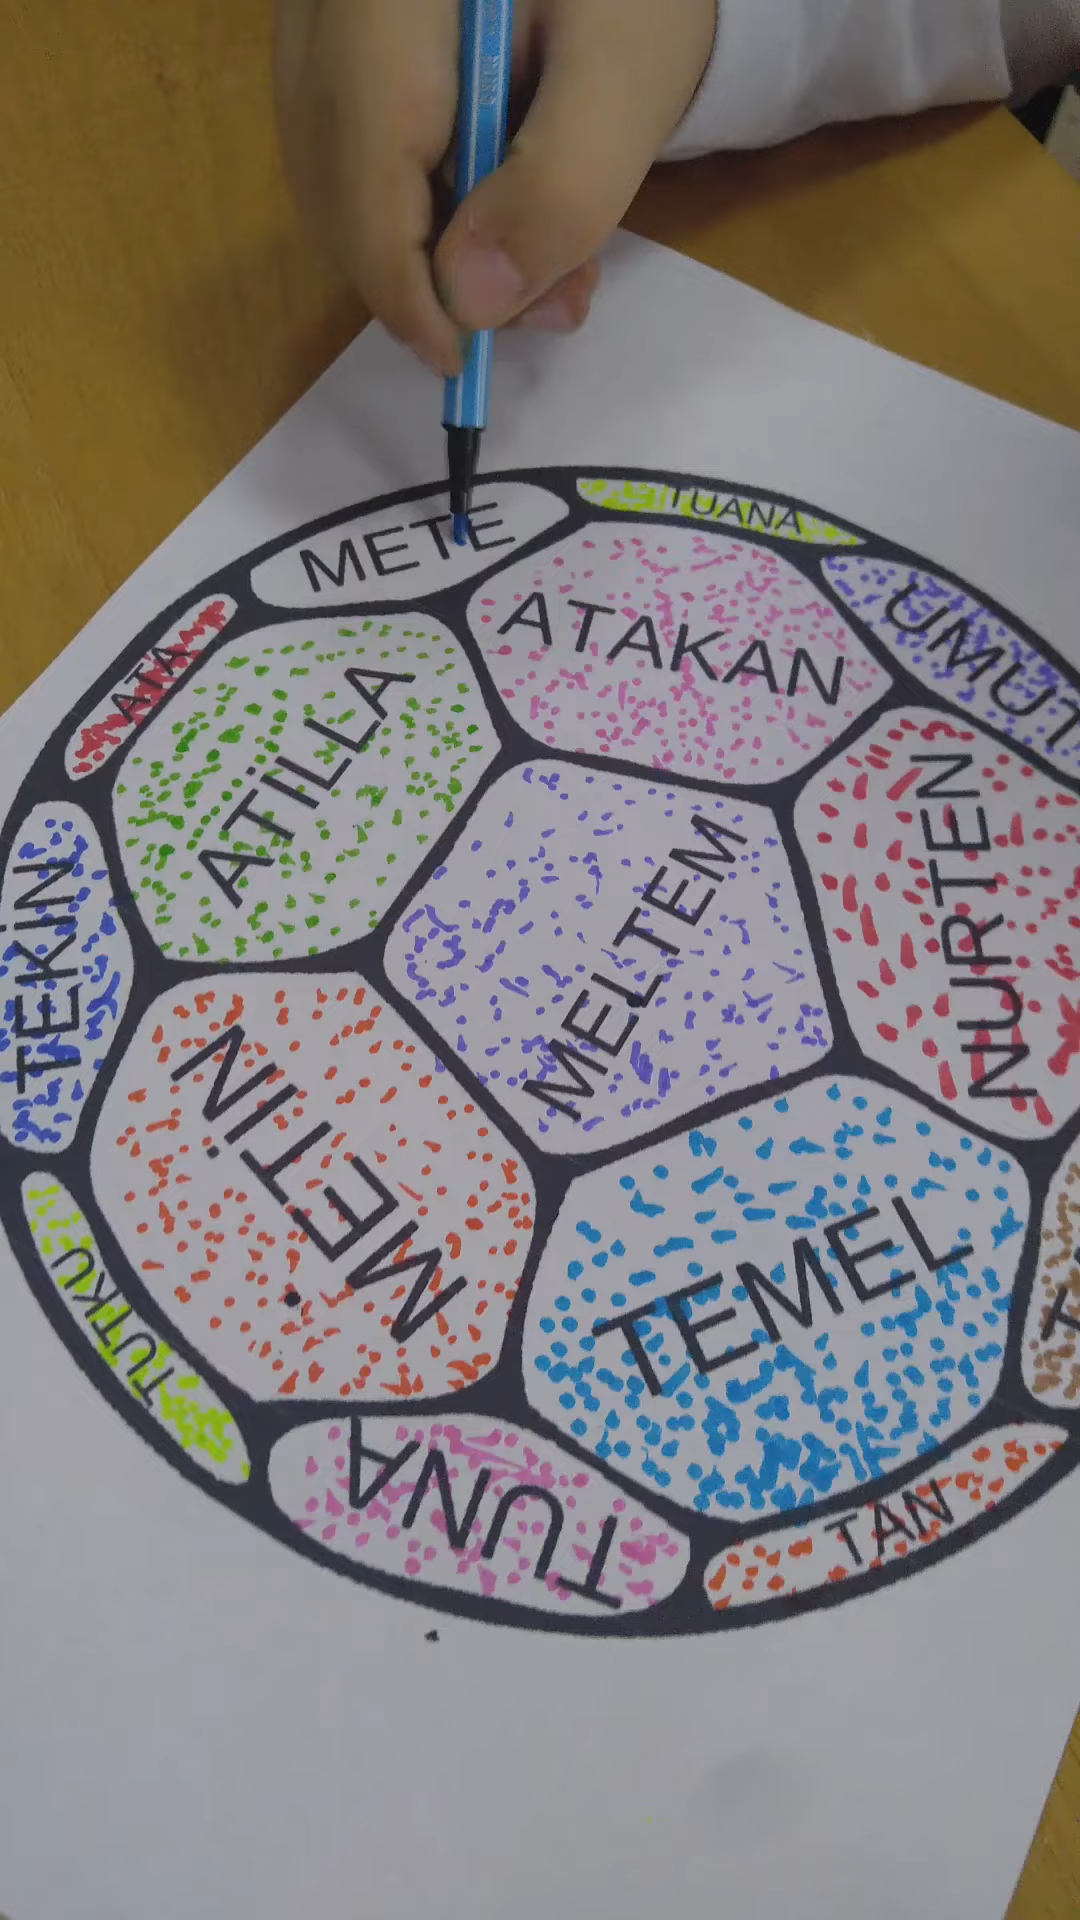 TUANA
METE
ATAKAN
UMUT
ATA
ATİLLA
NURTEN
MELTEM
TEKİN
METİN
TEMEL
TUTKU
TUNA
TAN